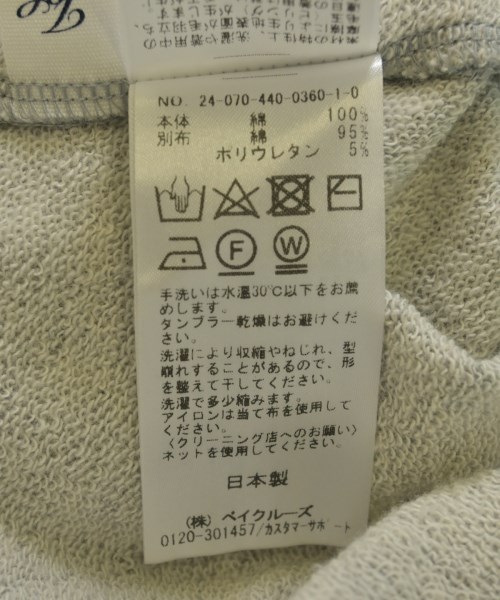 NO. 24-070-440-0360-1-0
本体 綿 100%
別布 綿 95%
ポリウレタン 5%
F W
手洗いは水温30℃以下をお薦
めします。
タンブラー乾燥はお避けくだ
さい。
洗濯により収縮やねじれ、型
崩れすることがあるので、形
を整えて干してください。
洗濯で多少縮みます。
アイロンは当て布を使用して
ください。
〈クリーニング店へのお願い〉
ネットを使用してください。
日本製
(株) ベイクルーズ
0120-301457/カスタマーサポート